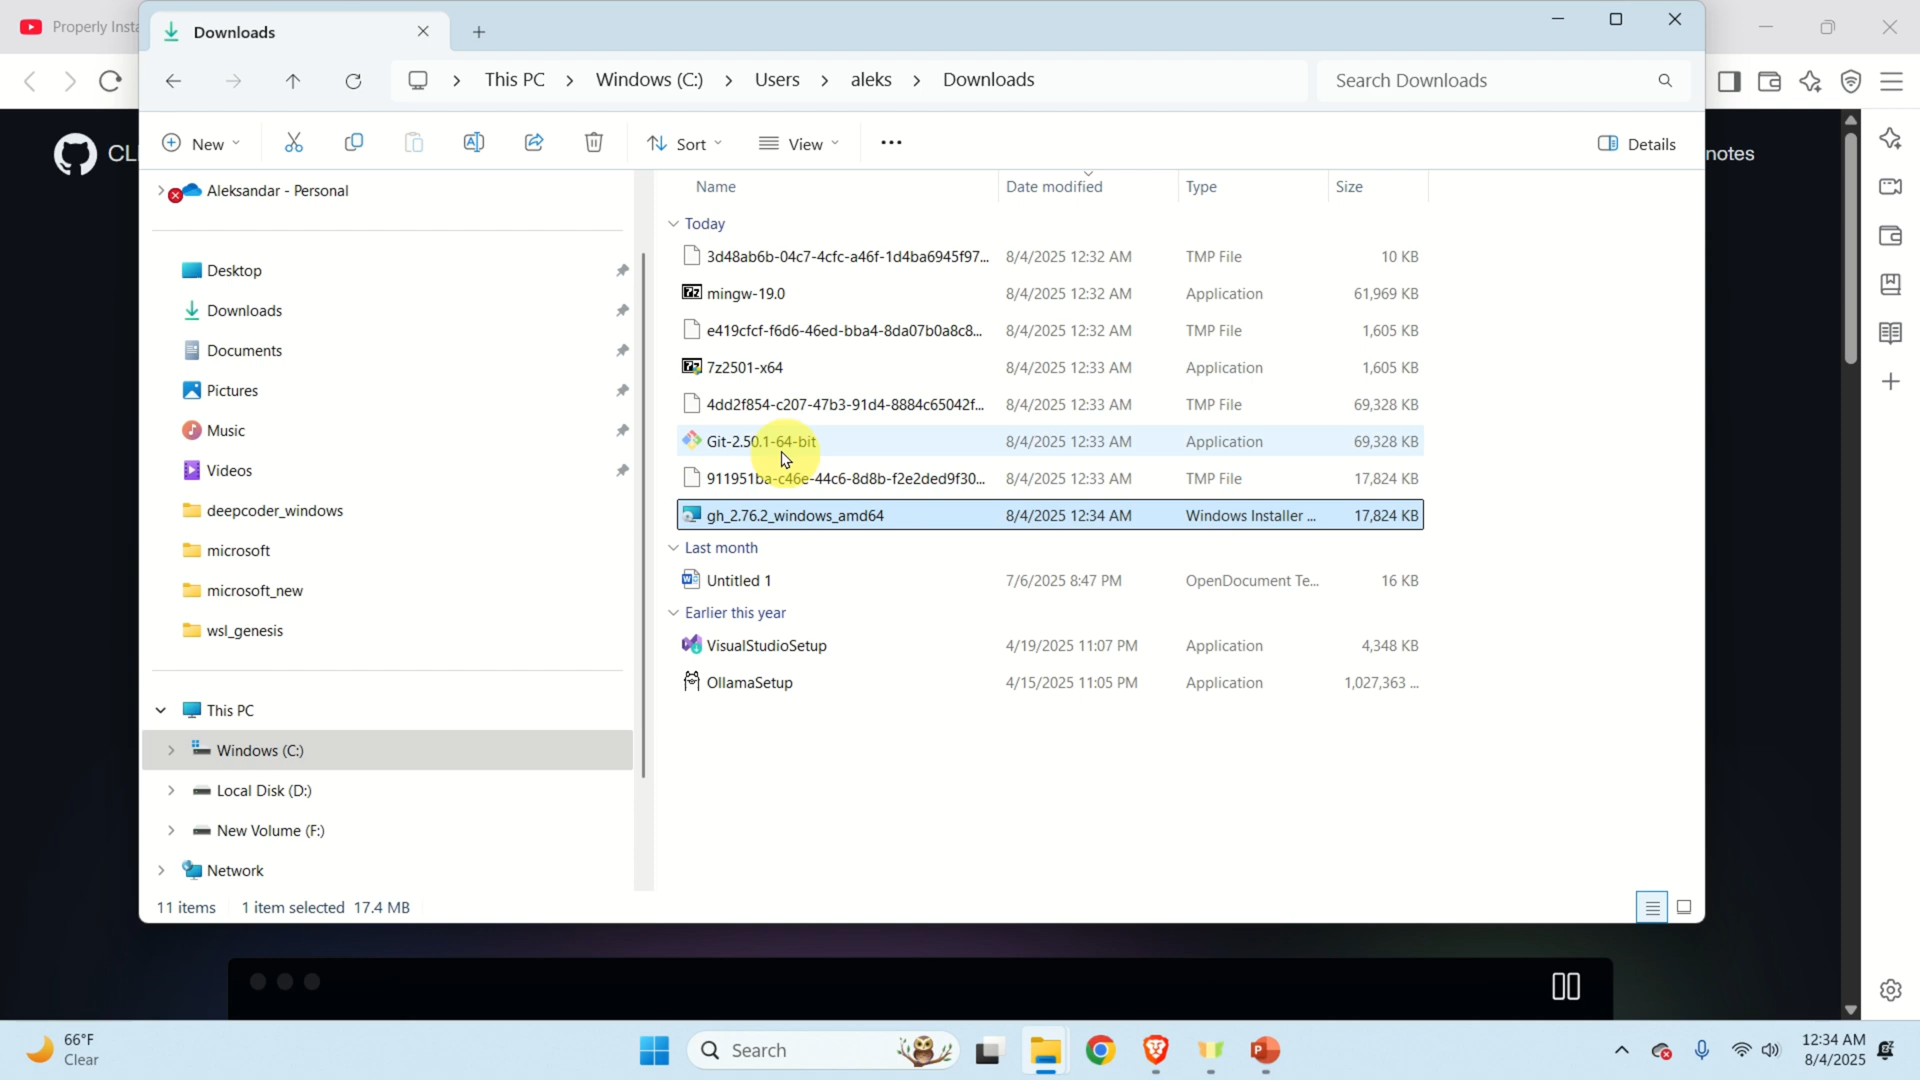 Properly Insta
Downloads
This PC > Windows (C:) > Users > aleks > Downloads
Search Downloads
New
Sort
View
Details
CLI
notes
Aleksandar - Personal
Desktop
Downloads
Documents
Pictures
Music
Videos
deepcoder_windows
microsoft
microsoft_new
wsl_genesis
This PC
Windows (C:)
Local Disk (D:)
New Volume (F:)
Network
Name Date modified Type Size
Today
3d48ab6b-04c7-4cfc-a46f-1d4ba6945f97... 8/4/2025 12:32 AM TMP File 10 KB
mingw-19.0 8/4/2025 12:32 AM Application 61,969 KB
e419cfcf-f6d6-46ed-bba4-8da07b0a8c8... 8/4/2025 12:32 AM TMP File 1,605 KB
7z2501-x64 8/4/2025 12:33 AM Application 1,605 KB
4dd2f854-c207-47b3-91d4-8884c65042f... 8/4/2025 12:33 AM TMP File 69,328 KB
Git-2.50.1-64-bit 8/4/2025 12:33 AM Application 69,328 KB
911951ba-c46e-44c6-8d8b-f2e2ded9f30... 8/4/2025 12:33 AM TMP File 17,824 KB
gh_2.76.2_windows_amd64 8/4/2025 12:34 AM Windows Installer ... 17,824 KB
Last month
Untitled 1 7/6/2025 8:47 PM OpenDocument Te... 16 KB
Earlier this year
VisualStudioSetup 4/19/2025 11:07 PM Application 4,348 KB
OllamaSetup 4/15/2025 11:05 PM Application 1,027,363 ...
11 items 1 item selected 17.4 MB
66°F
Clear
Search
12:34 AM
8/4/2025